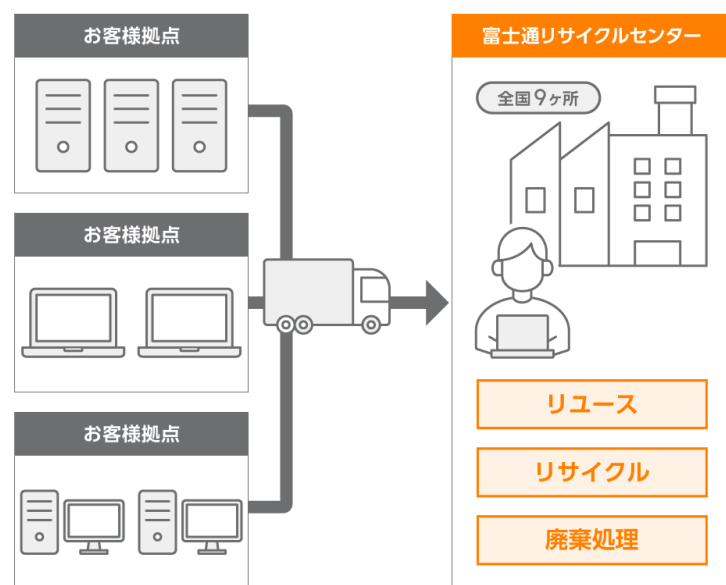 お客様拠点
お客様拠点
お客様拠点
富士通リサイクルセンター
全国9ヶ所
リユース
リサイクル
廃棄処理